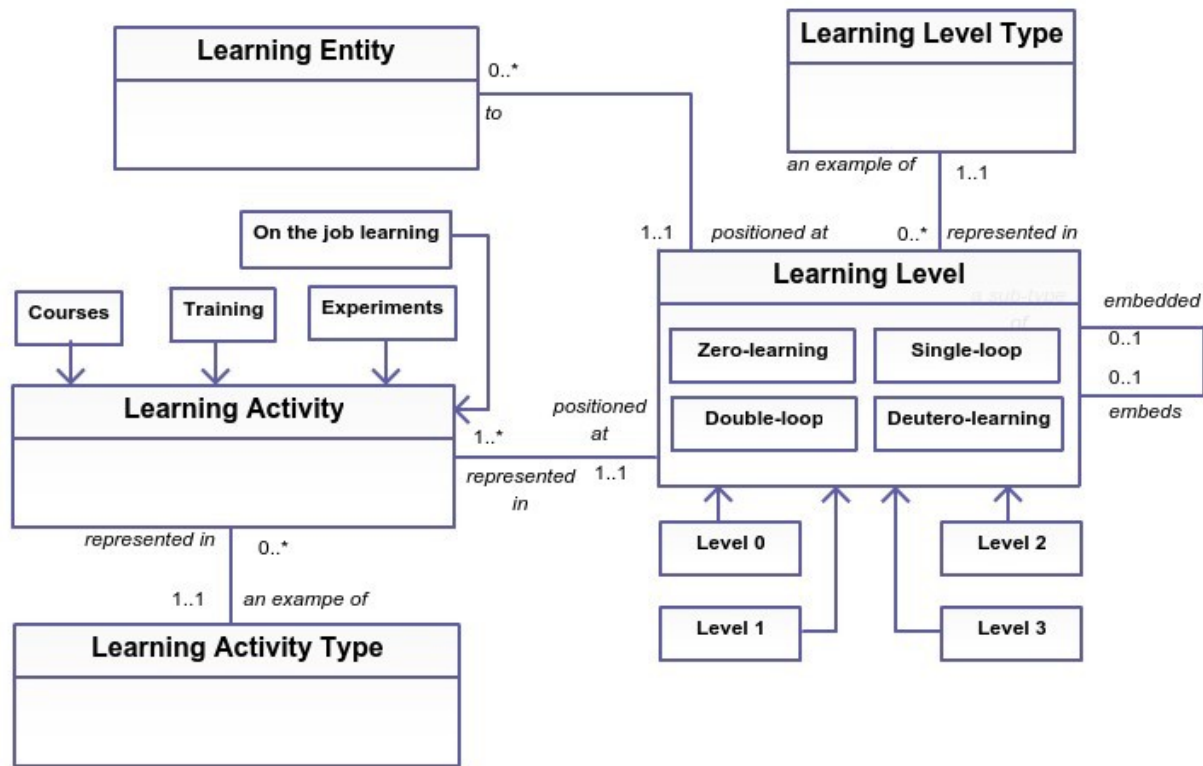 Learning Entity
0..*
to
Learning Level Type
an example of
1..1
On the job learning
1..1
positioned at
0..*
represented in
Courses
Training
Experiments
Learning Level
a sub-type
of
embedded
0..1
Zero-learning
Single-loop
0..1
embeds
Double-loop
Deutero-learning
Learning Activity
positioned
at
1..*
represented
in
1..1
represented in
0..*
Level 0
Level 2
1..1
an exampe of
Level 1
Level 3
Learning Activity Type